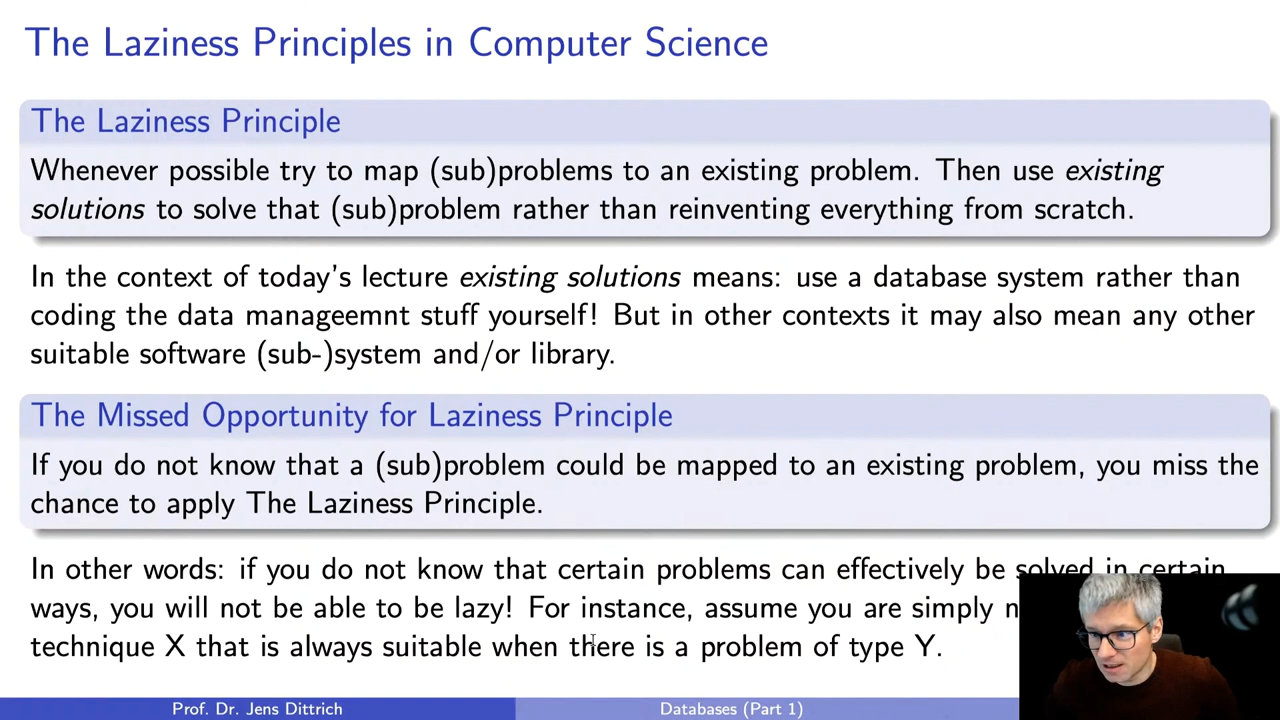 The Laziness Principles in Computer Science
The Laziness Principle
Whenever possible try to map (sub)problems to an existing problem. Then use existing
solutions to solve that (sub)problem rather than reinventing everything from scratch.
In the context of today's lecture existing solutions means: use a database system rather than
coding the data manageemnt stuff yourself! But in other contexts it may also mean any other
suitable software (sub-)system and/or library.
The Missed Opportunity for Laziness Principle
If you do not know that a (sub)problem could be mapped to an existing problem, you miss the
chance to apply The Laziness Principle.
In other words: if you do not know that certain problems can effectively be solved in certain
ways, you will not be able to be lazy! For instance, assume you are simply
technique X that is always suitable when there is a problem of type Y.
Prof. Dr. Jens Dittrich
Databases (Part 1)